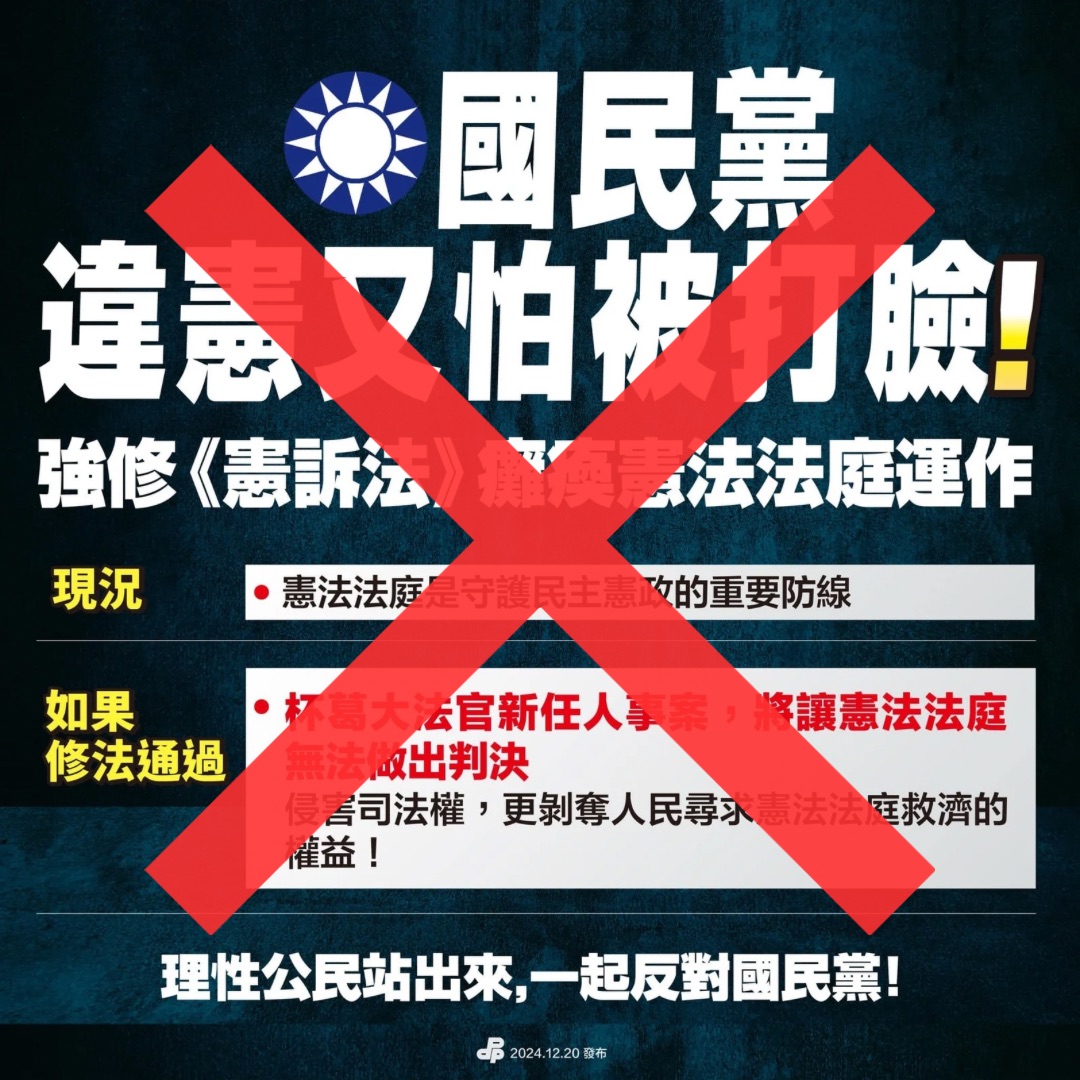 國民黨
違憲又怕被打臉!
強修《憲訴法》癱瘓憲法法庭運作
現況
• 憲法法庭是守護民主憲政的重要防線
如果
修法通過
• 杯葛大法官新任人事案，將讓憲法法庭
無法做出判決
侵害司法權，更剝奪人民尋求憲法法庭救濟的
權益！
理性公民站出來,一起反對國民黨!
DPP 2024.12.20 發布